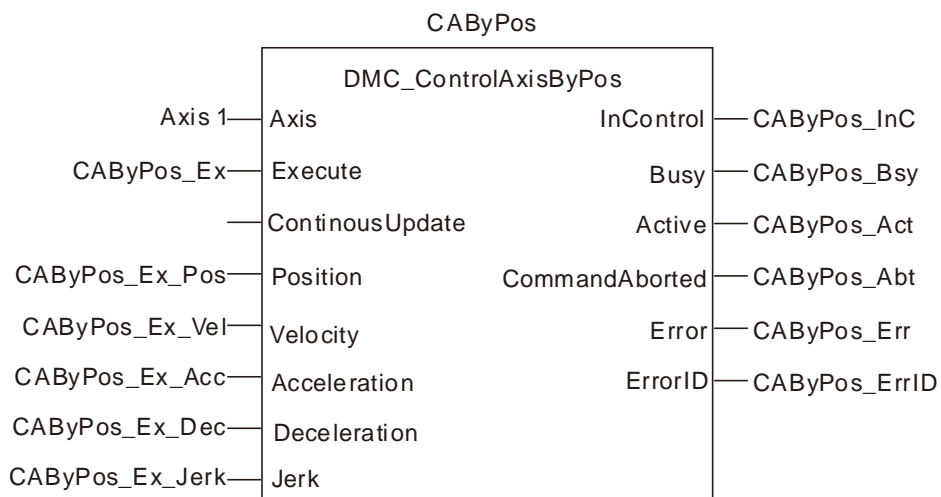 CAByPos
DMC_ControlAxisByPos
Axis 1 Axis InControl CAByPos_InC
CAByPos_Ex Execute Busy CAByPos_Bsy
ContinousUpdate Active CAByPos_Act
CAByPos_Ex_Pos Position CommandAborted CAByPos_Abt
CAByPos_Ex_Vel Velocity Error CAByPos_Err
CAByPos_Ex_Acc Acceleration ErrorID CAByPos_ErrID
CAByPos_Ex_Dec Deceleration
CAByPos_Ex_Jerk Jerk